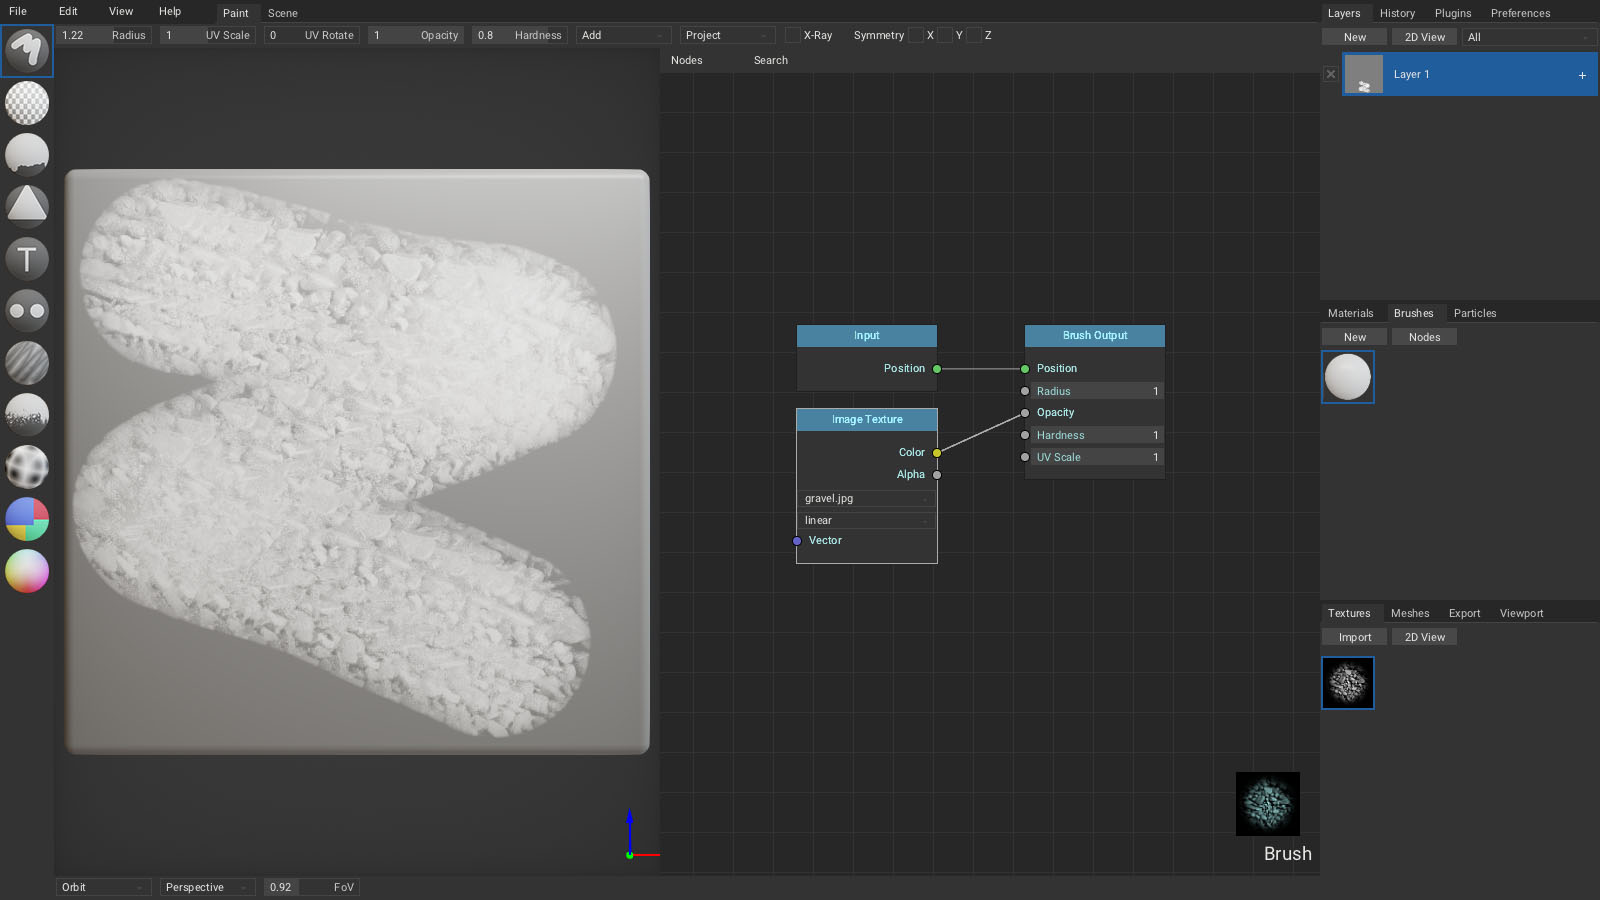 File Edit View Help Paint Scene
Layers History Plugins Preferences
1.22 Radius 1 UV Scale 0 UV Rotate 1 Opacity 0.8 Hardness Add Project X-Ray Symmetry X Y Z
New 2D View All
Nodes Search
Layer 1
T
Materials Brushes Particles
New Nodes
Input
Position
Image Texture
Color
Alpha
gravel.jpg
linear
Vector
Brush Output
Position
Radius 1
Opacity
Hardness 1
UV Scale 1
Textures Meshes Export Viewport
Import 2D View
Brush
Orbit Perspective 0.92 FoV